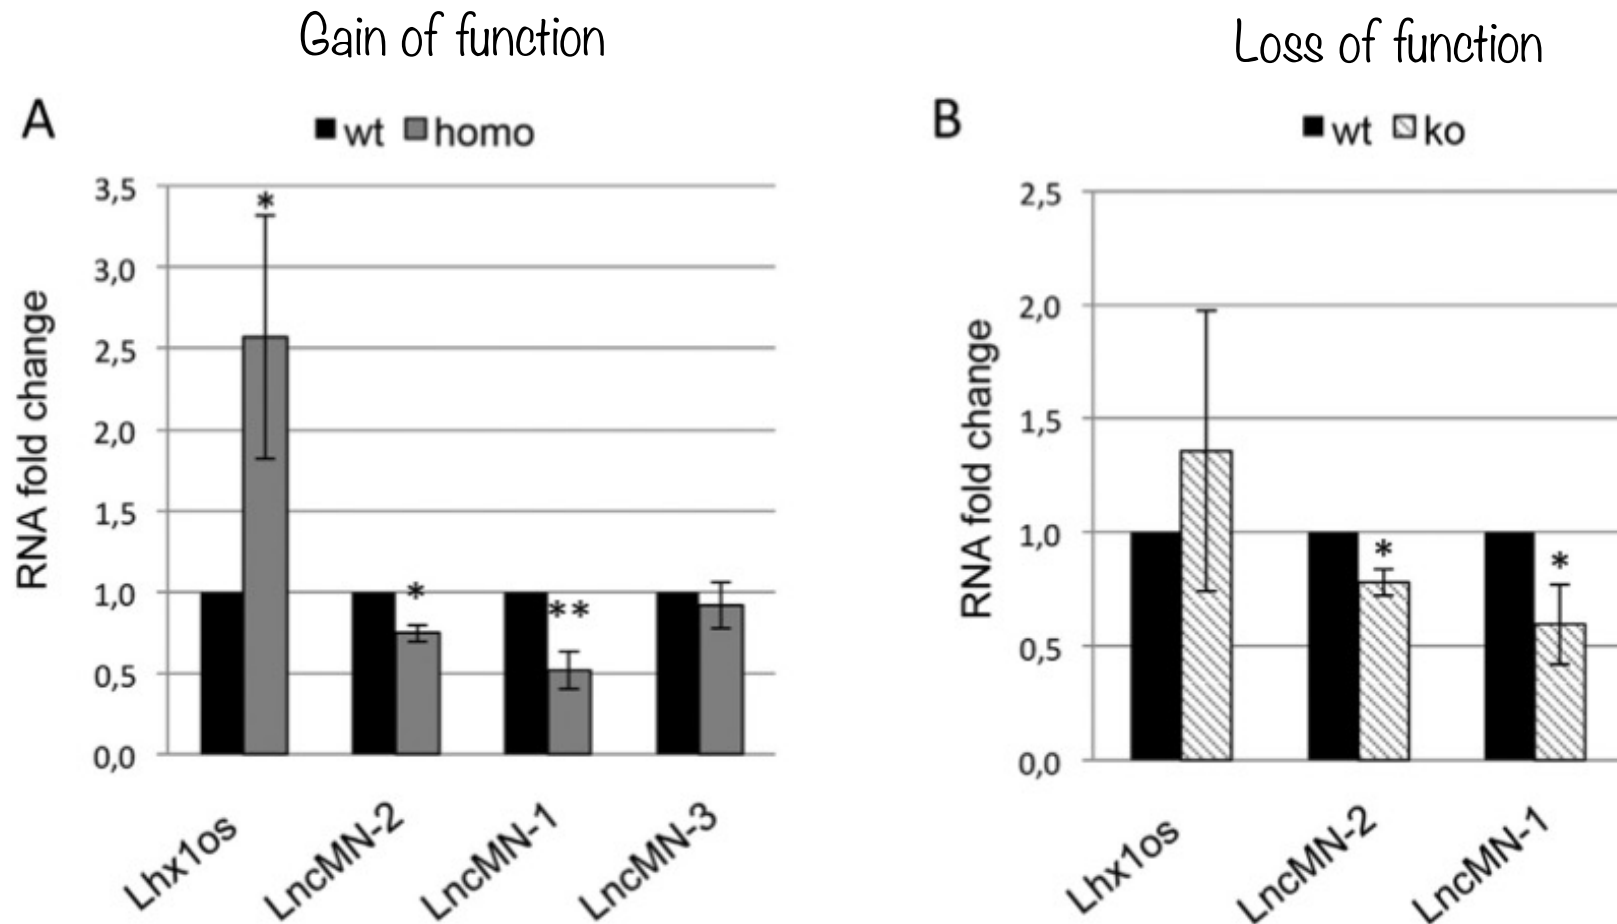 Gain of function
Loss of function
A
wt homo
3,5
3,0
2,5
2,0
1,5
1,0
0,5
0,0
RNA fold change
*
*
**
Lhx1os
LncMN-2
LncMN-1
LncMN-3
B
wt ko
2,5
2,0
1,5
1,0
0,5
0,0
RNA fold change
*
*
Lhx1os
LncMN-2
LncMN-1